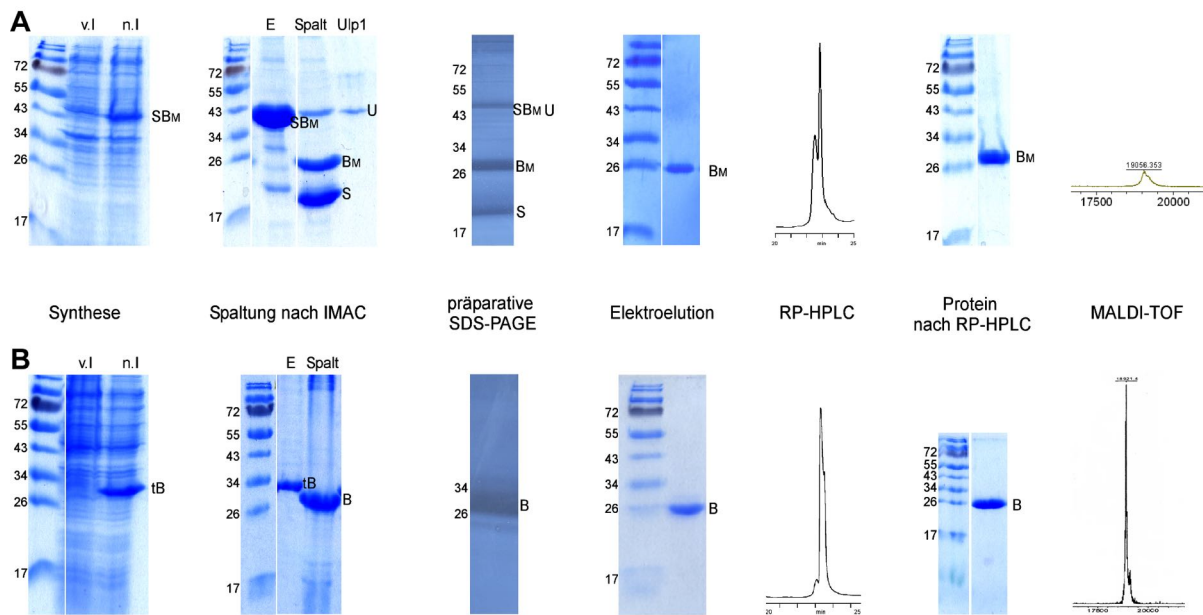 A
v.I n.I
72
55
43
34
26
17
SBM
E Spalt Ulp1
72
55
43
34
26
17
SBM
U
BM
S
72
55
43
34
26
17
SBM U
BM
S
72
55
43
34
26
17
BM
20 min 25
72
55
43
34
26
17
BM
19056.353
17500 20000
Synthese
Spaltung nach IMAC
präparative
SDS-PAGE
Elektroelution
RP-HPLC
Protein
nach RP-HPLC
MALDI-TOF
B
v.I n.I
72
55
43
34
26
17
tB
E Spalt
72
55
43
34
26
17
tB
B
34
26
B
72
55
43
34
26
17
B
20 min 25
72
55
43
34
26
17
B
17500 20000